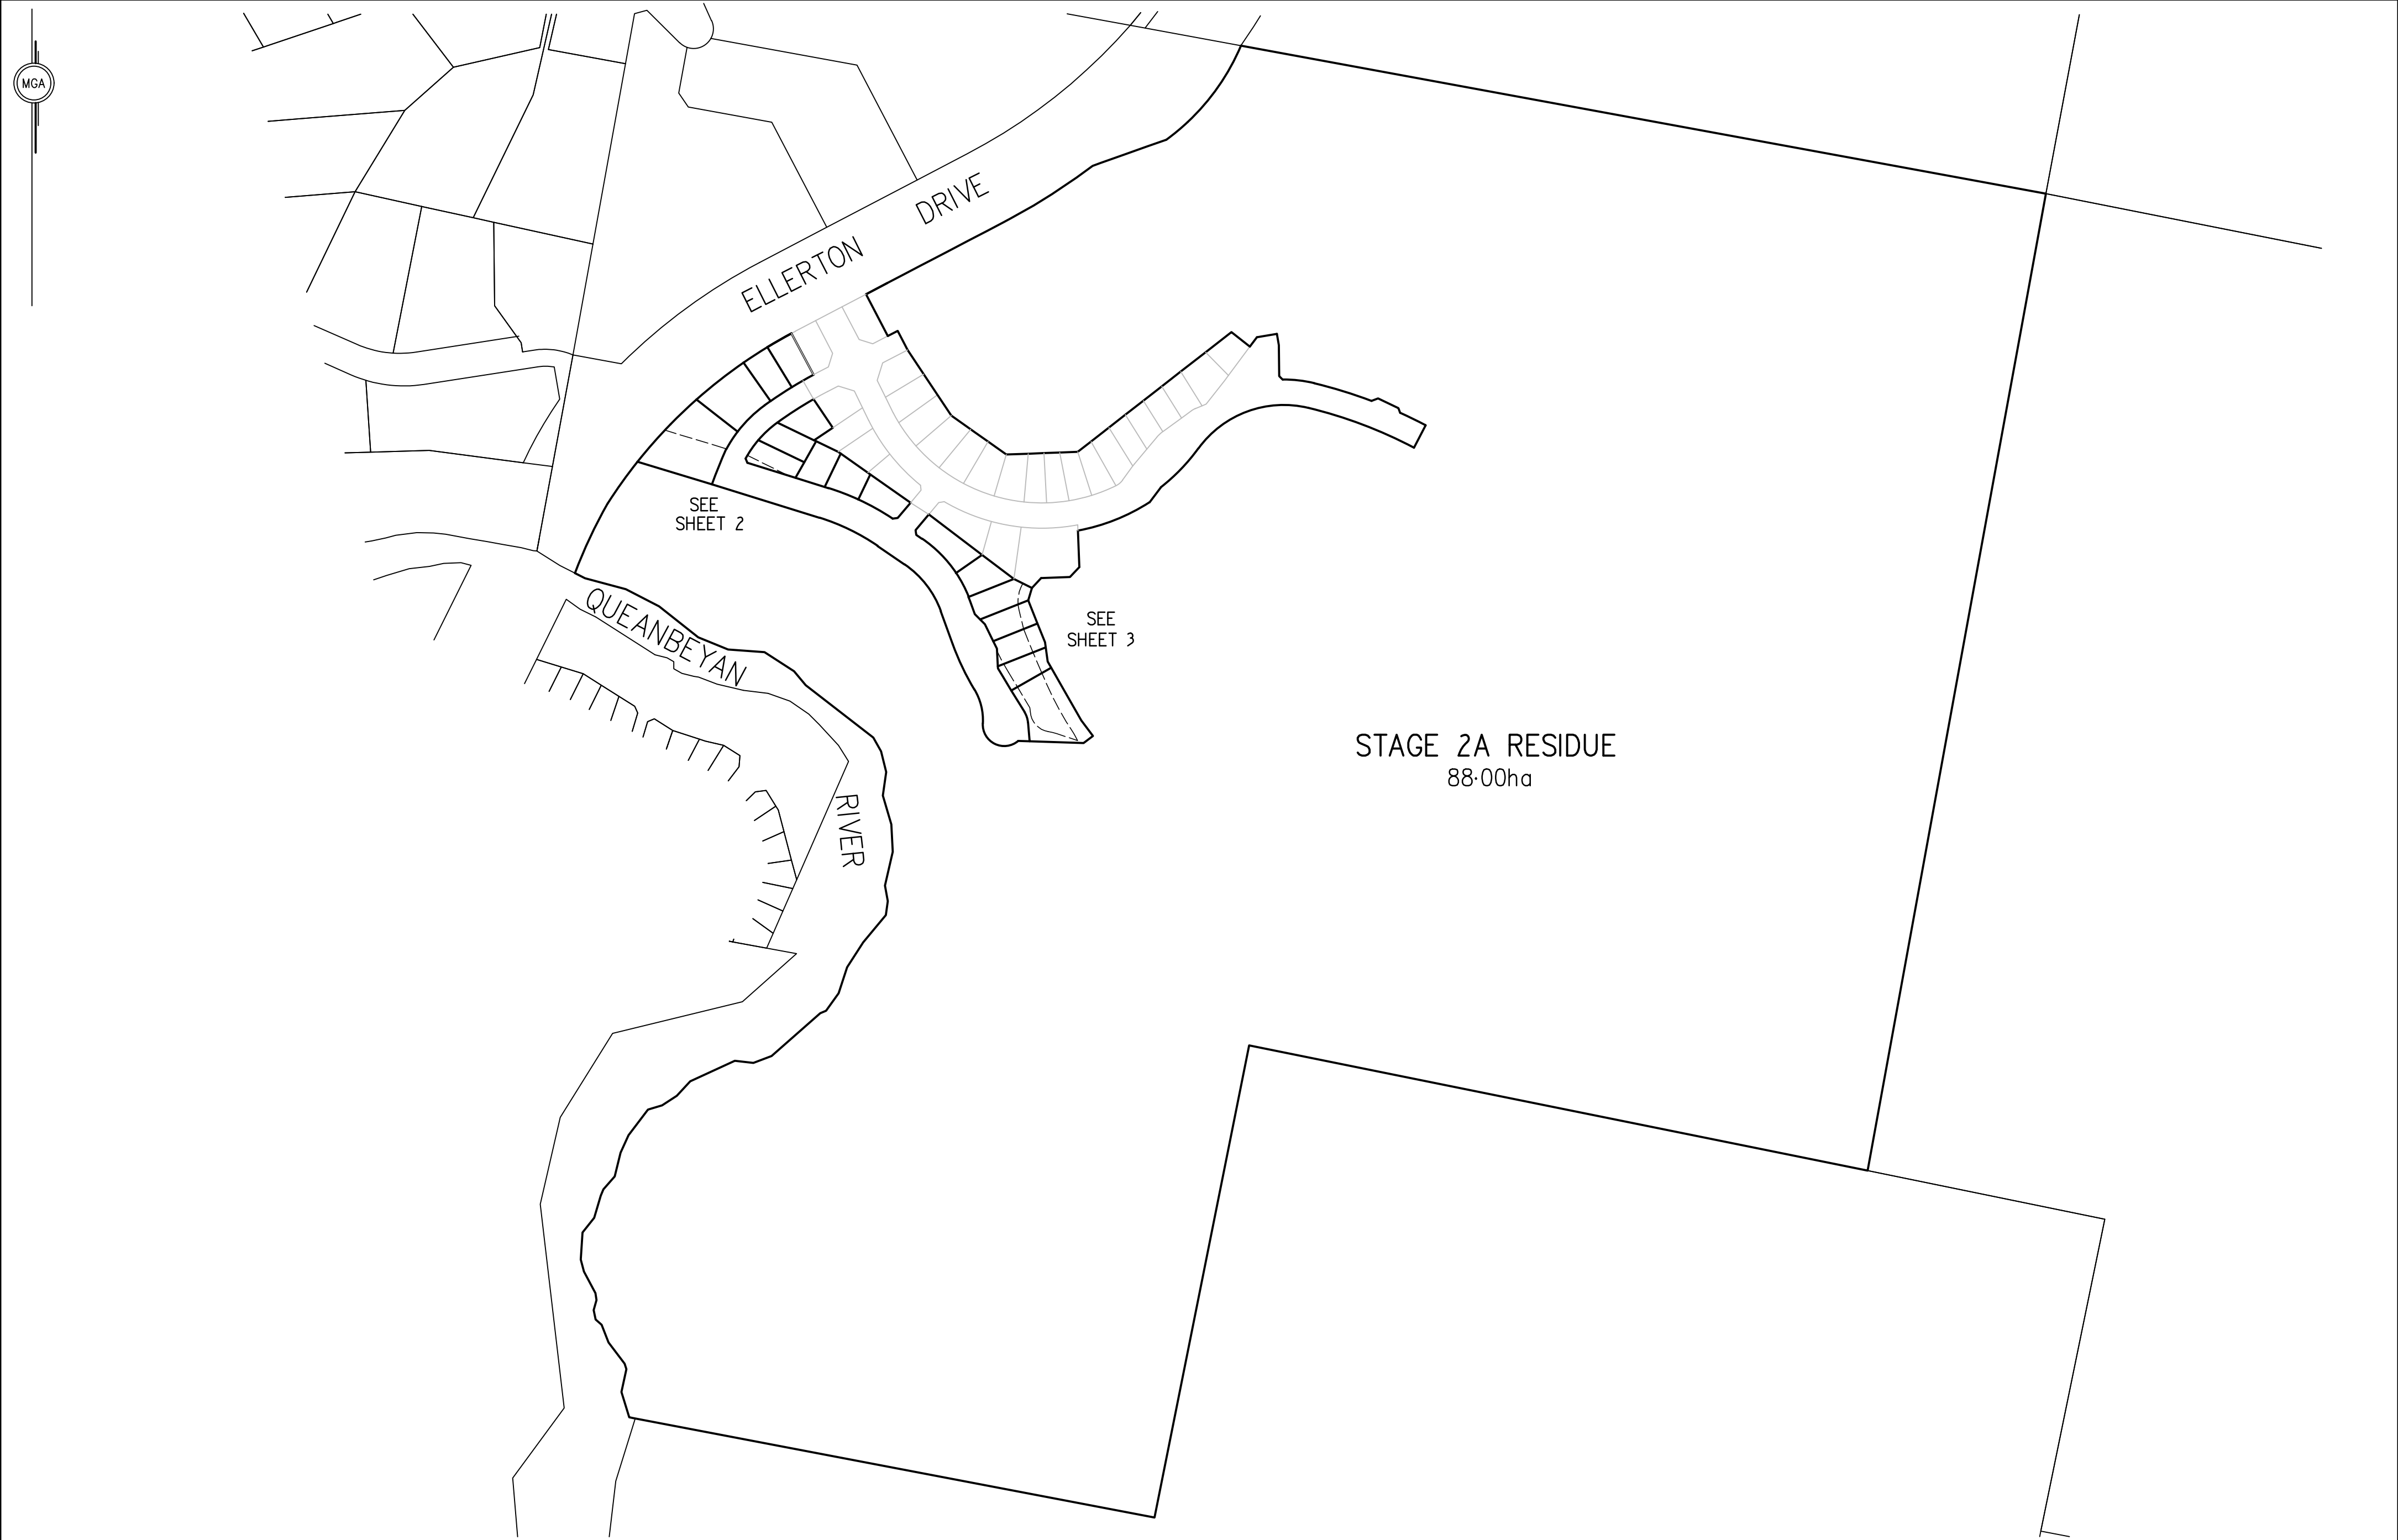 MGA
ELLERTON DRIVE
SEE
SHEET 2
QUEANBEYAN
SEE
SHEET 3
STAGE 2A RESIDUE
88·00ha
RIVER